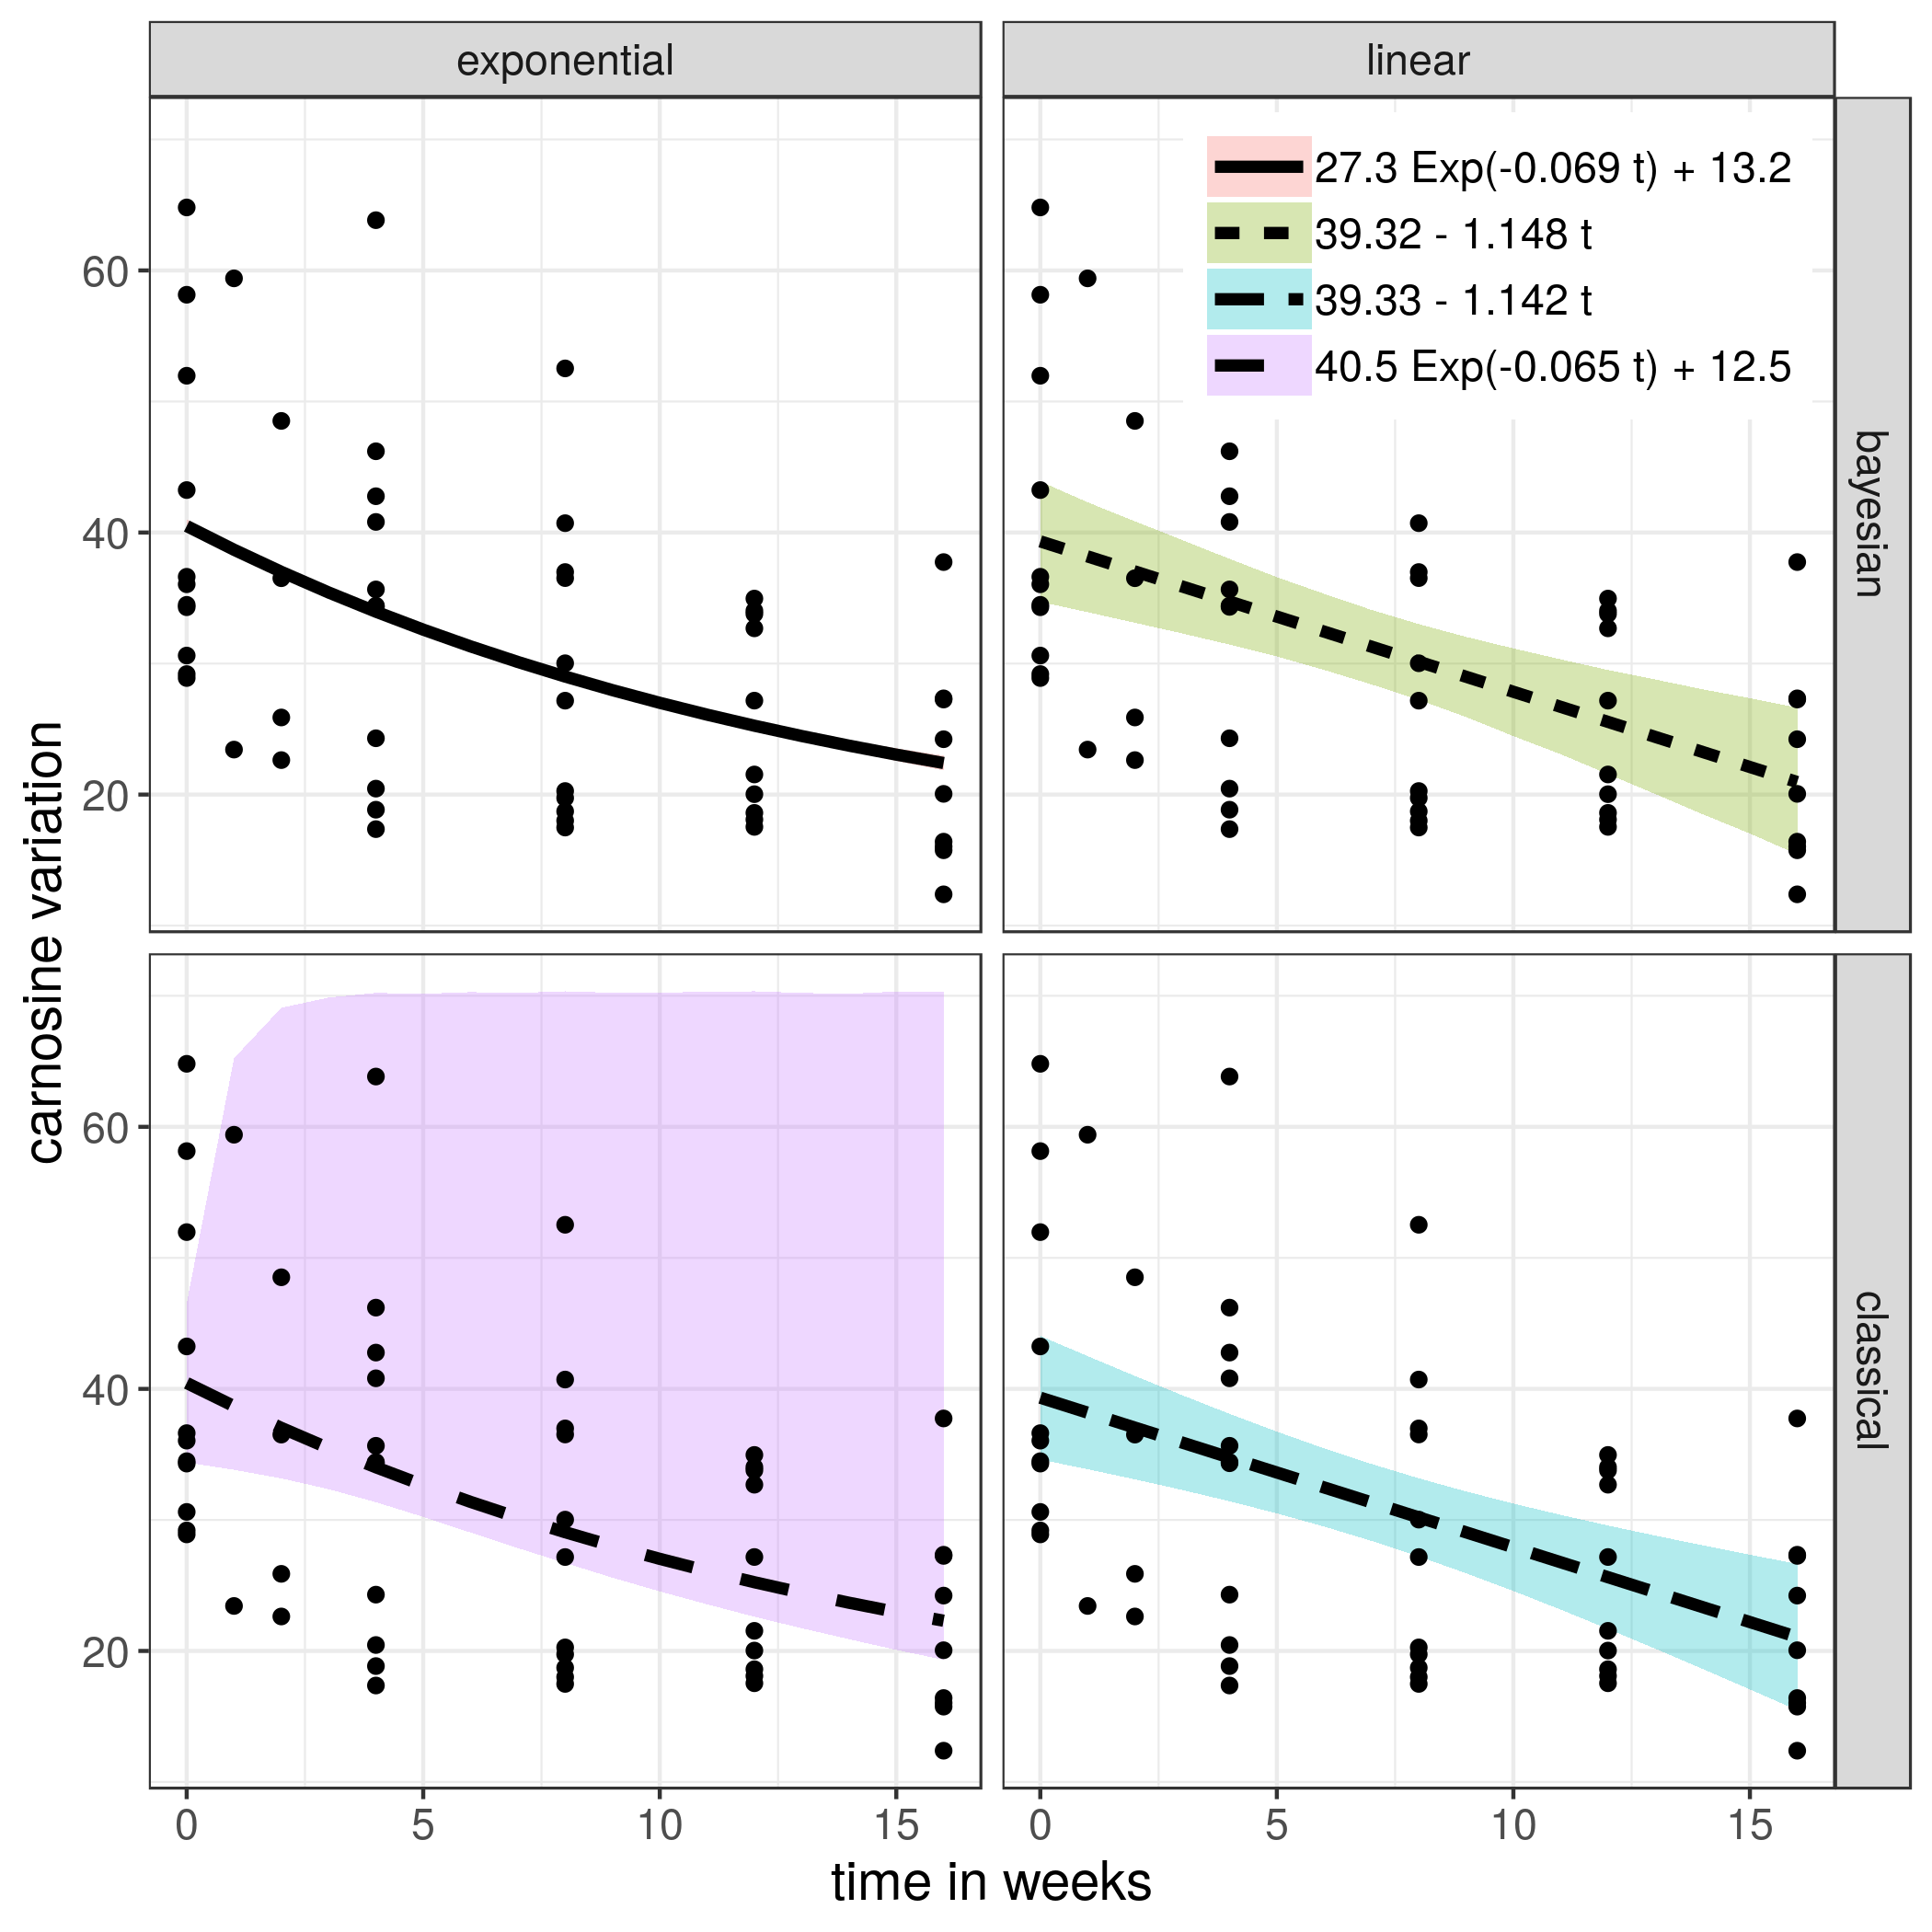 exponential
linear
27.3 Exp(-0.069 t) + 13.2
39.32 - 1.148 t
39.33 - 1.142 t
40.5 Exp(-0.065 t) + 12.5
bayesian
60
40
20
carnosine variation
classical
60
40
20
0 5 10 15
0 5 10 15
time in weeks